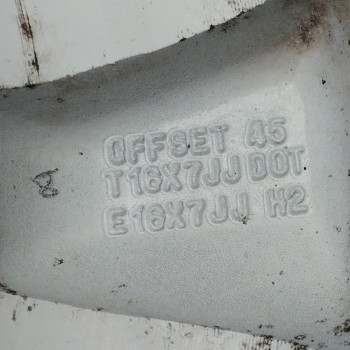 OFFSET 45
T16X7JJ DOT
E16X7JJ H2